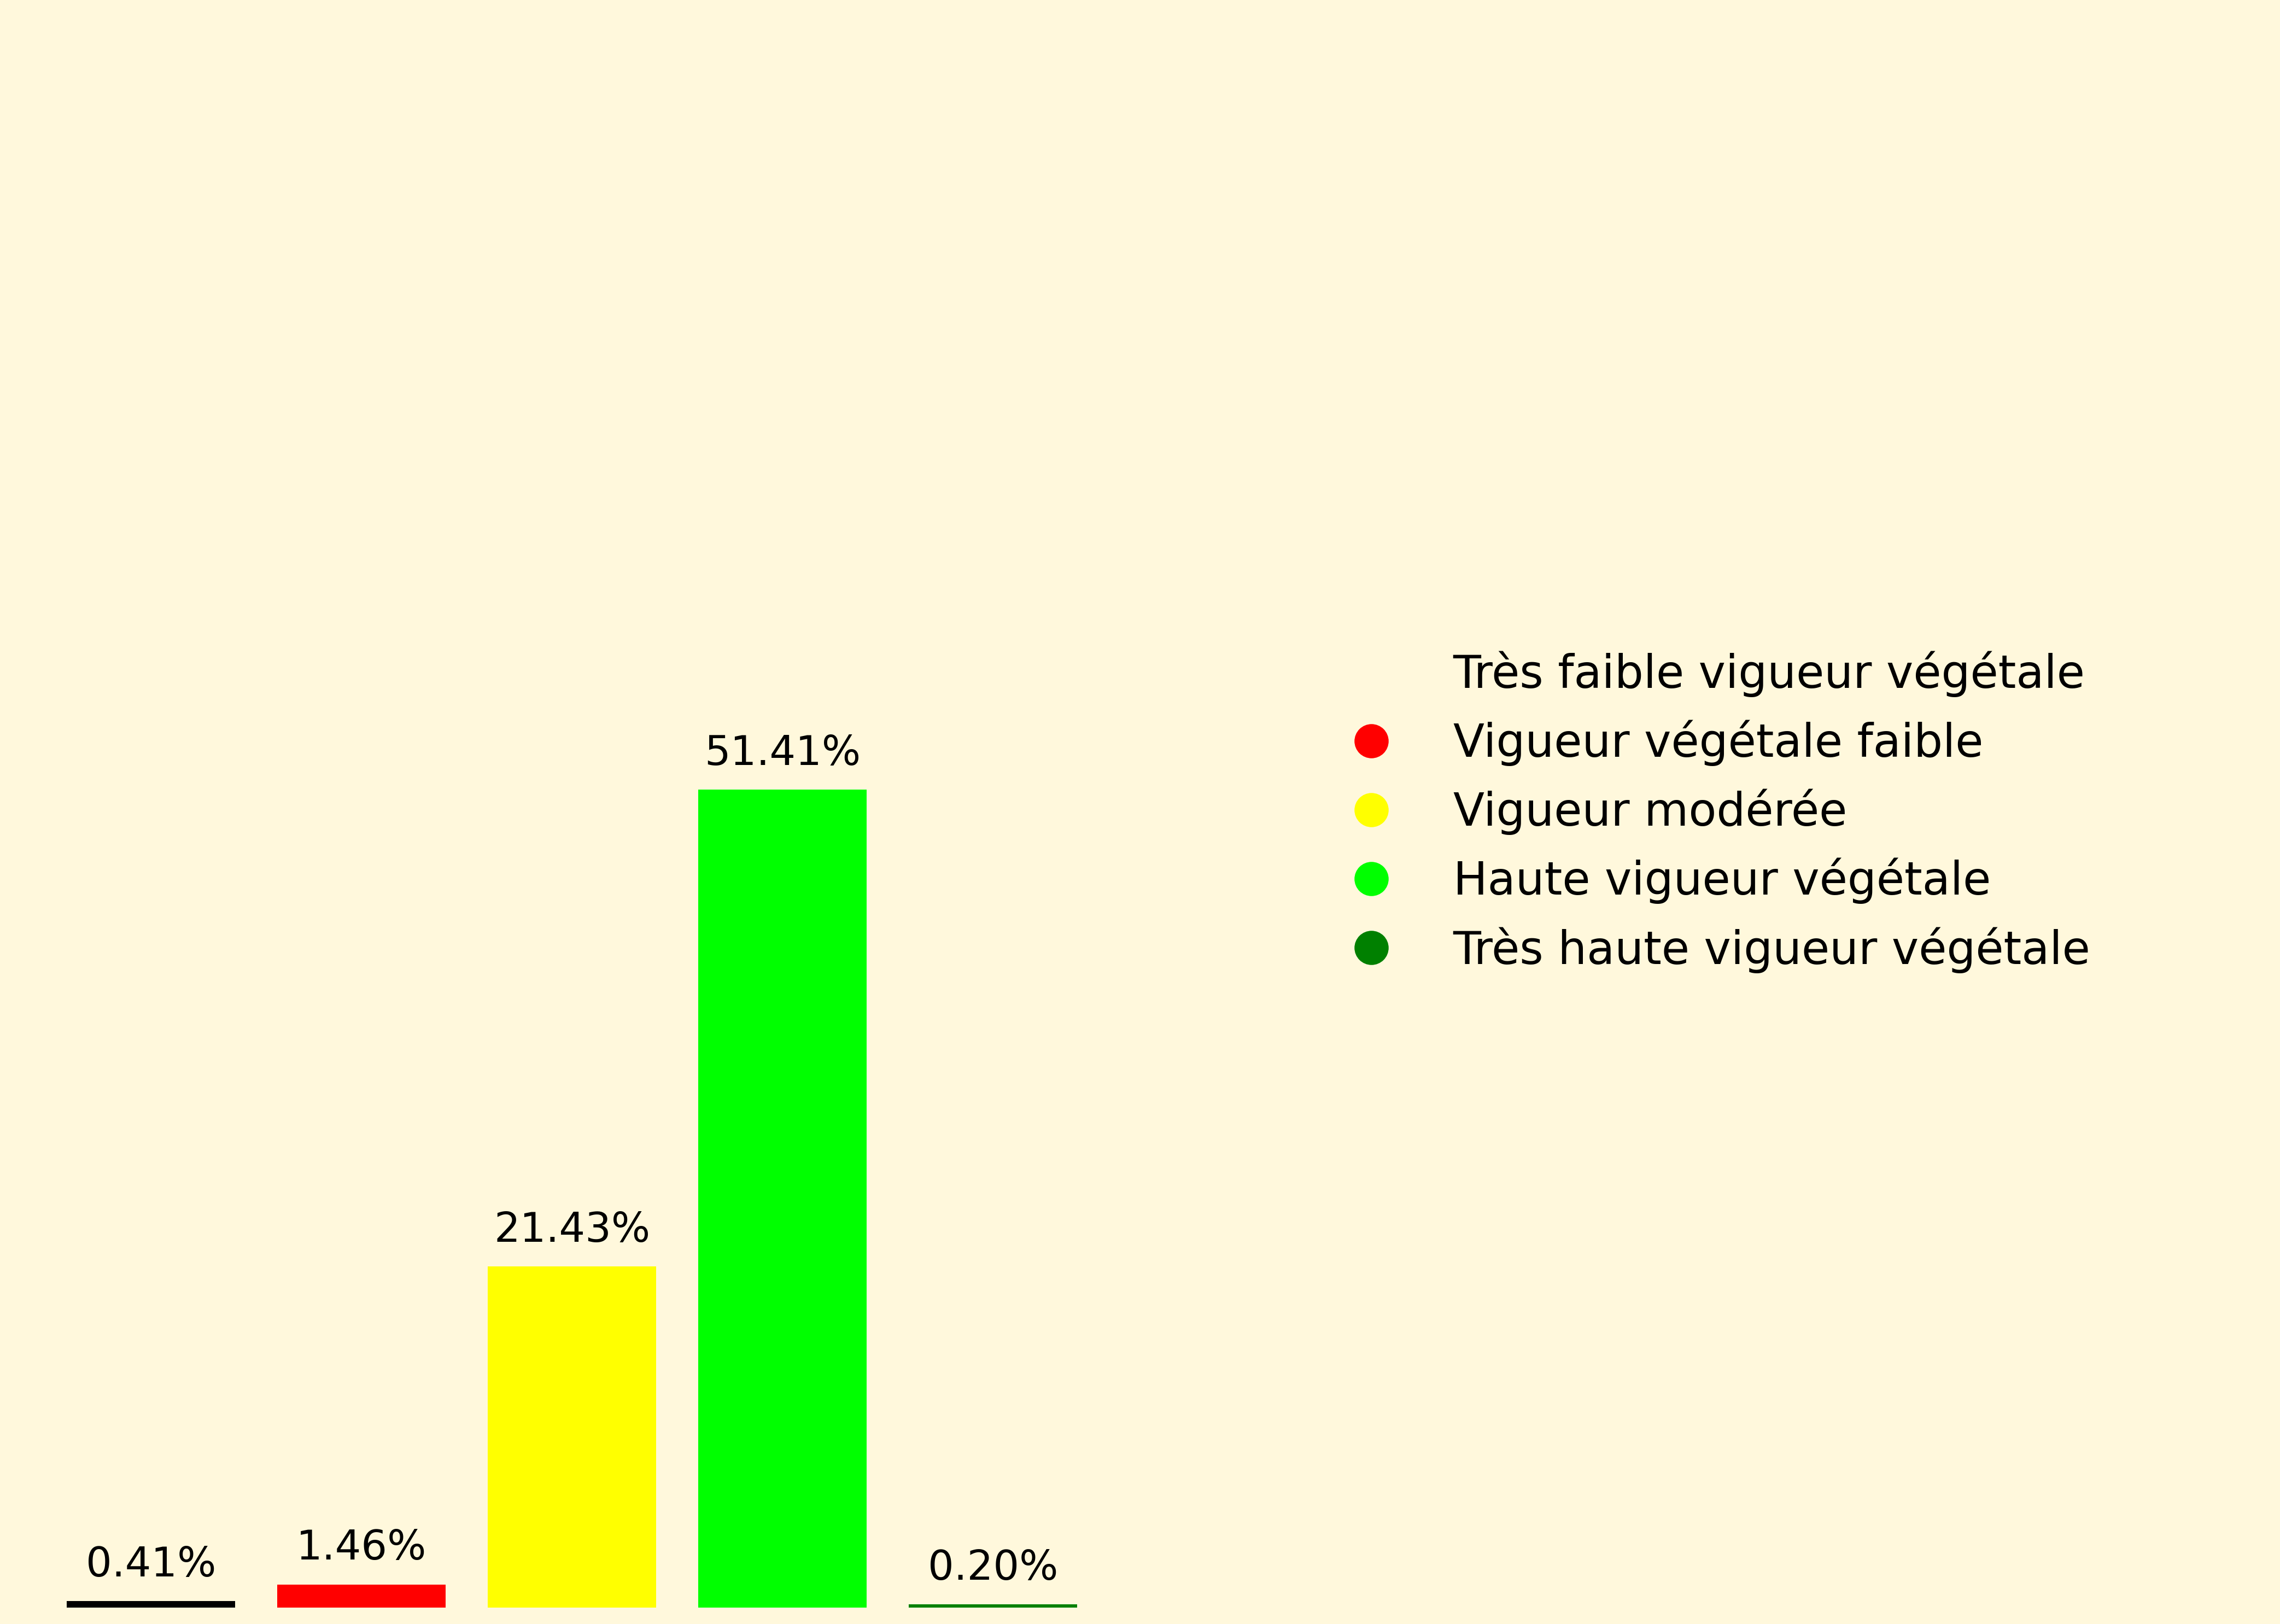 Très faible vigueur végétale
Vigueur végétale faible
51.41%
Vigueur modérée
Haute vigueur végétale
Très haute vigueur végétale
21.43%
1.46%
0.41%
0.20%